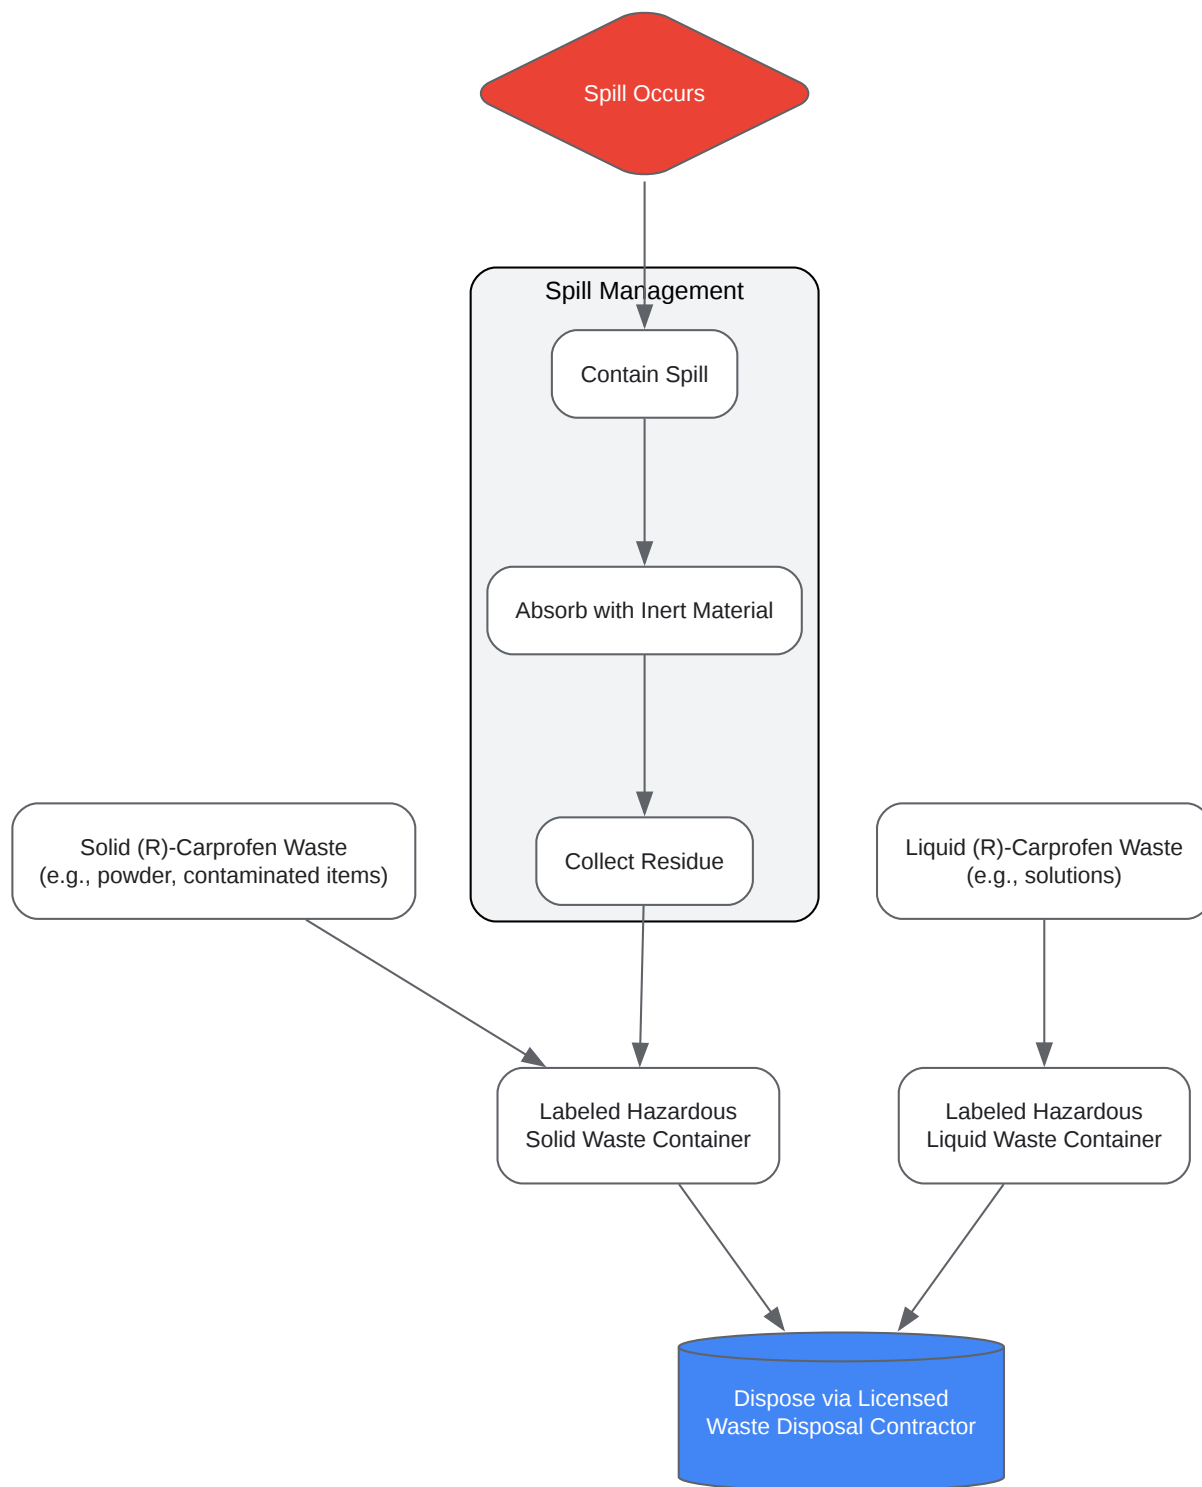 Spill Occurs
Spill Management
Contain Spill
Absorb with Inert Material
Solid (R)-Carprofen Waste
(e.g., powder, contaminated items)
Collect Residue
Liquid (R)-Carprofen Waste
(e.g., solutions)
Labeled Hazardous
Solid Waste Container
Labeled Hazardous
Liquid Waste Container
Dispose via Licensed
Waste Disposal Contractor